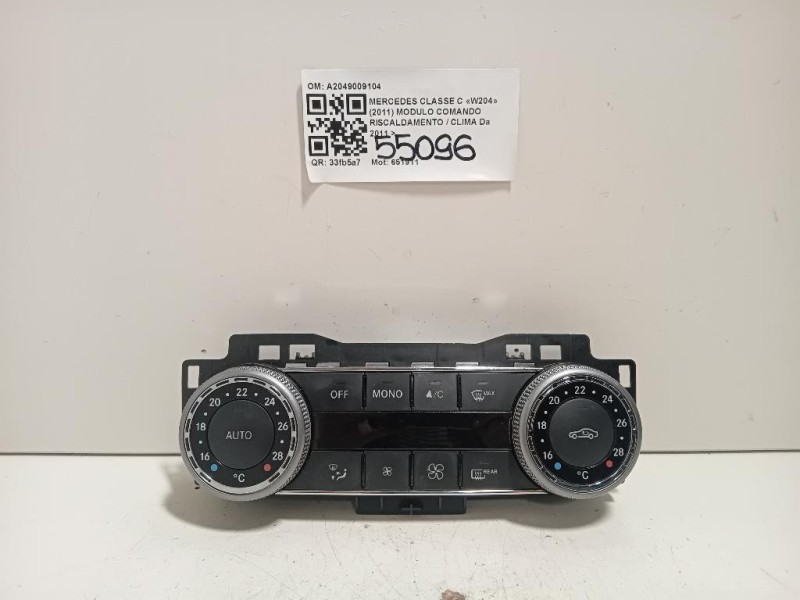 OM: A2049009104
MERCEDES CLASSE C «W204»
(2011) MODULO COMANDO
RISCALDAMENTO / CLIMA Da
2011 >
55096
QR: 33fb5a7 Mot: 651911
OFF MONO A/C MAX
20 22 24
18 AUTO 26
16 28
°C
20 22 24
18 26
16 28
°C
REAR